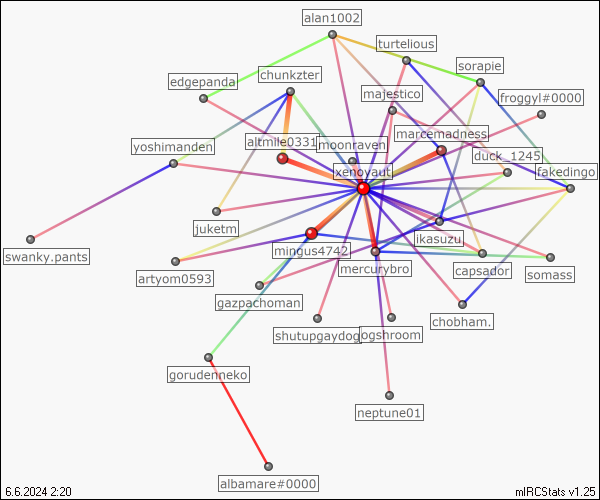 alan1002
turtelious
sorapie
chunkzter
edgepanda
majestico
froggyl#0000
marcemadness
altmile0331
moonraven
yoshimanden
duck_1245
xenoyaut
fakedingo
juketm
ikasuzu
swanky.pants
mingus4742
mercurybro
capsador
somass
artyom0593
gazpachoman
chobham.
shutupgaydog
ogshroom
gorudenneko
neptune01
albamare#0000
6.6.2024 2:20
mIRCStats v1.25